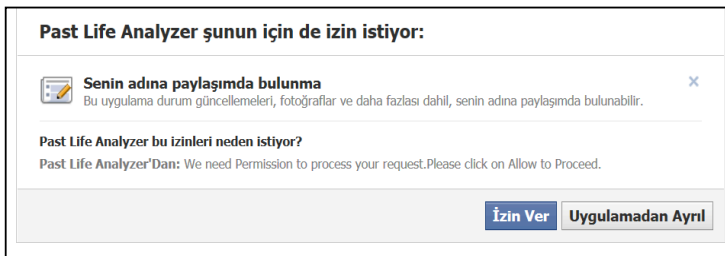 Past Life Analyzer şunun için de izin istiyor:
Senin adına paylaşımda bulunma
Bu uygulama durum güncellemeleri, fotoğraflar ve daha fazlası dahil, senin adına paylaşımda bulunabilir.
Past Life Analyzer bu izinleri neden istiyor?
Past Life Analyzer'Dan: We need Permission to process your request.Please click on Allow to Proceed.
İzin Ver Uygulamadan Ayrıl